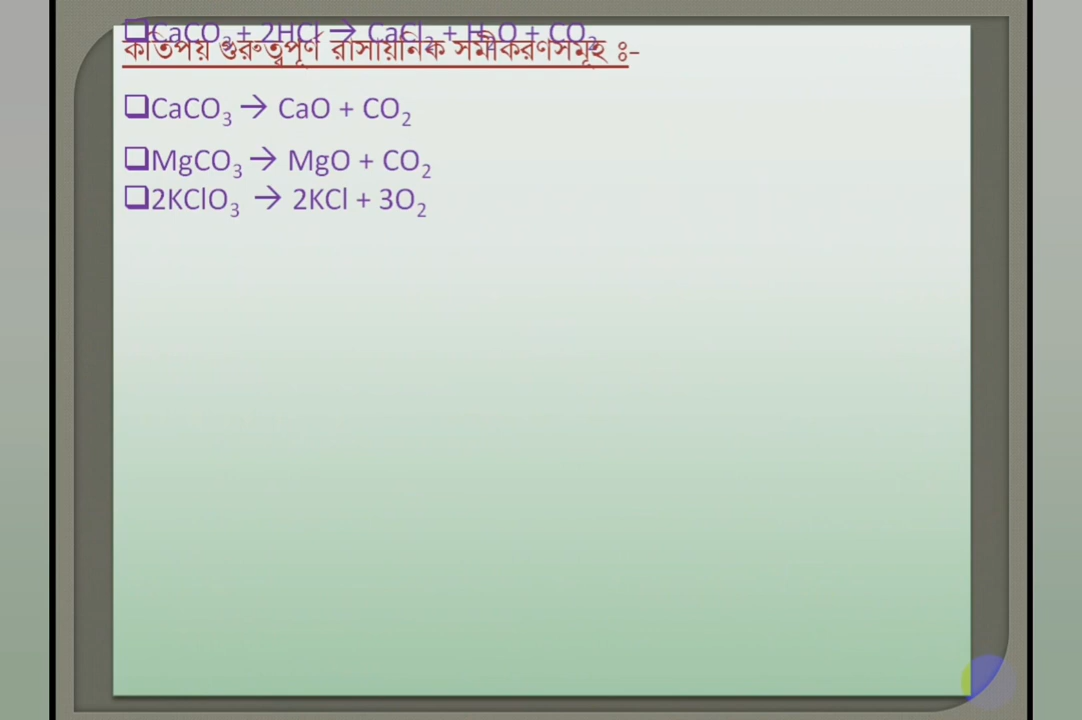 ❑CaCO₃ + 2HCl → CaCl₂ + H₂O + CO₂
কতিপয় গুরুত্বপূর্ণ রাসায়নিক সমীকরণসমূহ ঃ-
❑CaCO₃ → CaO + CO₂
❑MgCO₃ → MgO + CO₂
❑2KClO₃ → 2KCl + 3O₂